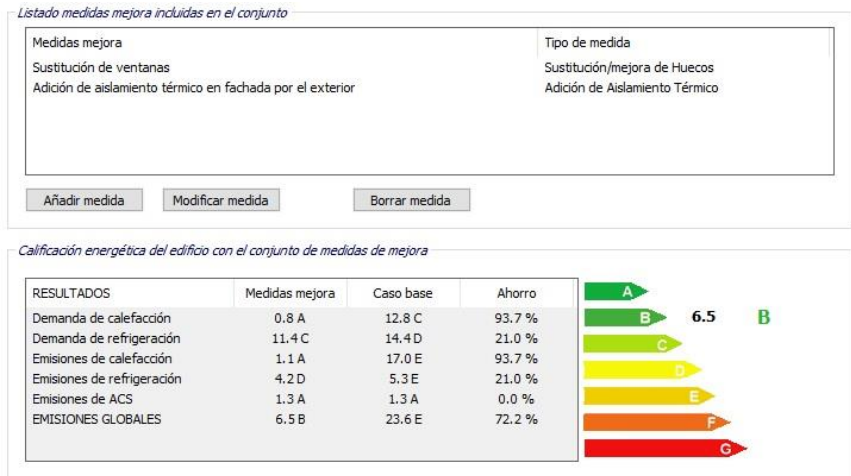 Listado medidas mejora incluidas en el conjunto
Medidas mejora Tipo de medida
Sustitución de ventanas Sustitución/mejora de Huecos
Adición de aislamiento térmico en fachada por el exterior Adición de Aislamiento Térmico
Añadir medida Modificar medida Borrar medida
Calificación energética del edificio con el conjunto de medidas de mejora
RESULTADOS Medidas mejora Caso base Ahorro
Demanda de calefacción 0.8 A 12.8 C 93.7 %
Demanda de refrigeración 11.4 C 14.4 D 21.0 %
Emisiones de calefacción 1.1 A 17.0 E 93.7 %
Emisiones de refrigeración 4.2 D 5.3 E 21.0 %
Emisiones de ACS 1.3 A 1.3 A 0.0 %
EMISIONES GLOBALES 6.5 B 23.6 E 72.2 %
A
B 6.5 B
C
D
E
F
G